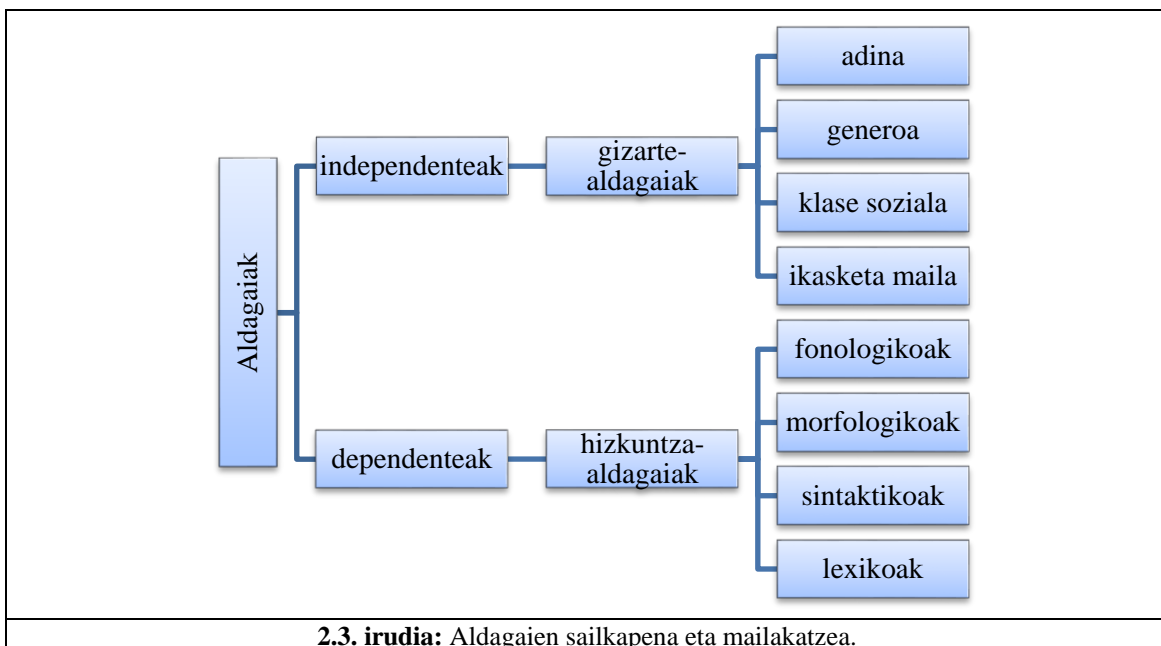 Aldagaiak
independenteak
gizarte-
aldagaiak
adina
generoa
klase soziala
ikasketa maila
dependenteak
hizkuntza-
aldagaiak
fonologikoak
morfologikoak
sintaktikoak
lexikoak
2.3. irudia: Aldagaien sailkapena eta mailakatzea.